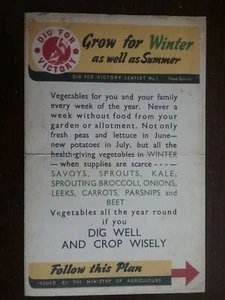 DIG FOR
VICTORY
Grow for Winter
as well as Summer
DIG FOR VICTORY LEAFLET No.1
New Series
Vegetables for you and your family
every week of the year. Never a
week without food from your
garden or allotment. Not only
fresh peas and lettuce in June—
new potatoes in July, but all the
health-giving vegetables in WINTER
— when supplies are scarce ----
SAVOYS, SPROUTS, KALE,
SPROUTING BROCCOLI, ONIONS,
LEEKS, CARROTS, PARSNIPS and
BEET
Vegetables all the year round
if you
DIG WELL
AND CROP WISELY
Follow this Plan
ISSUED BY THE MINISTRY OF AGRICULTURE